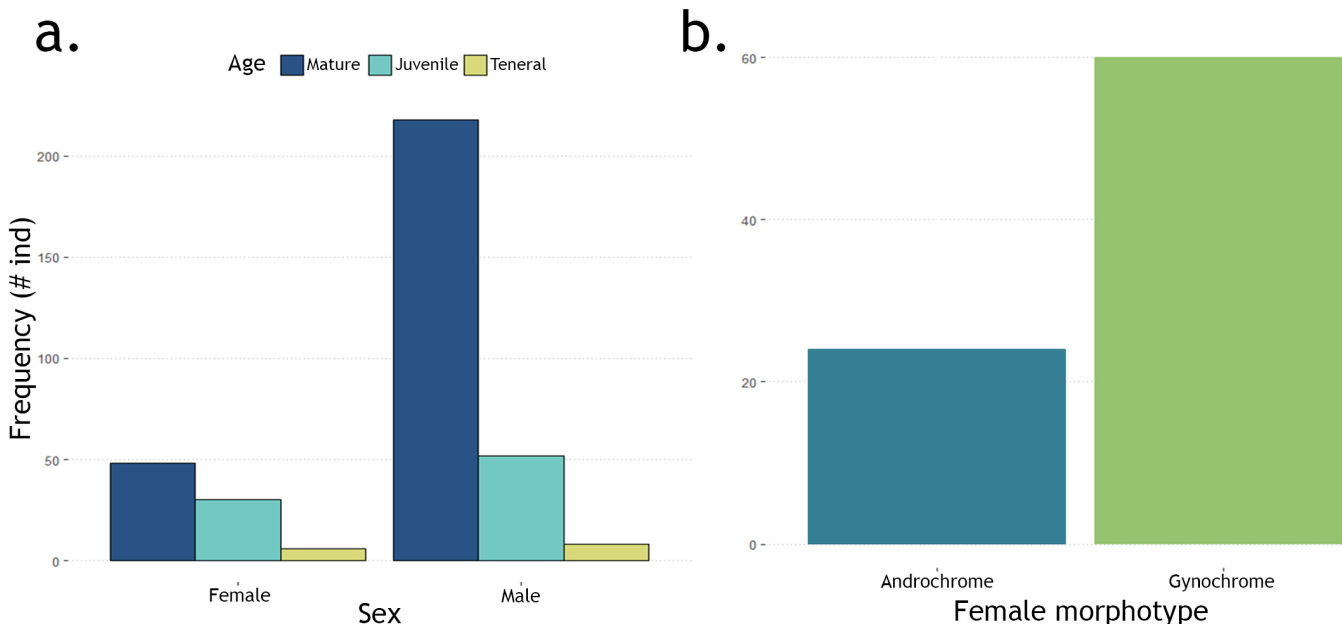 a.
Age Mature Juvenile Teneral
Frequency (# ind)
200
150
100
50
0
Female Male
Sex
b.
60
40
20
0
Androchrome Gynochrome
Female morphotype